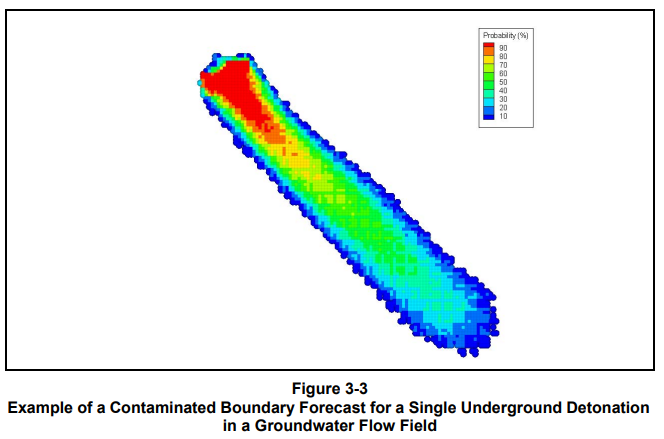 Probability (%)
90
80
70
60
50
40
30
20
10
Figure 3-3
Example of a Contaminated Boundary Forecast for a Single Underground Detonation
in a Groundwater Flow Field